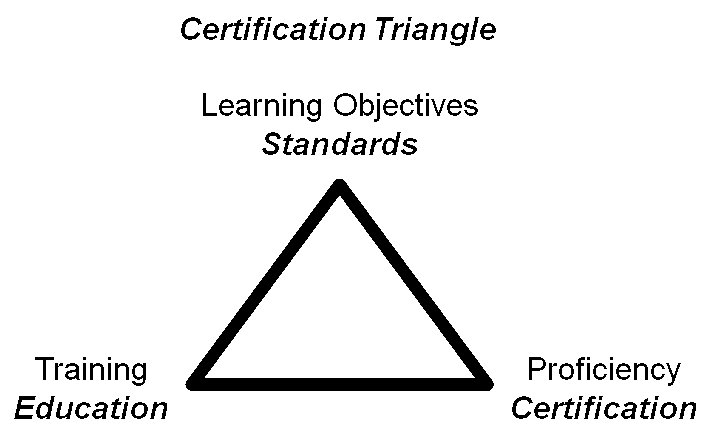 Certification Triangle
Learning Objectives
Standards
Training
Education
Proficiency
Certification